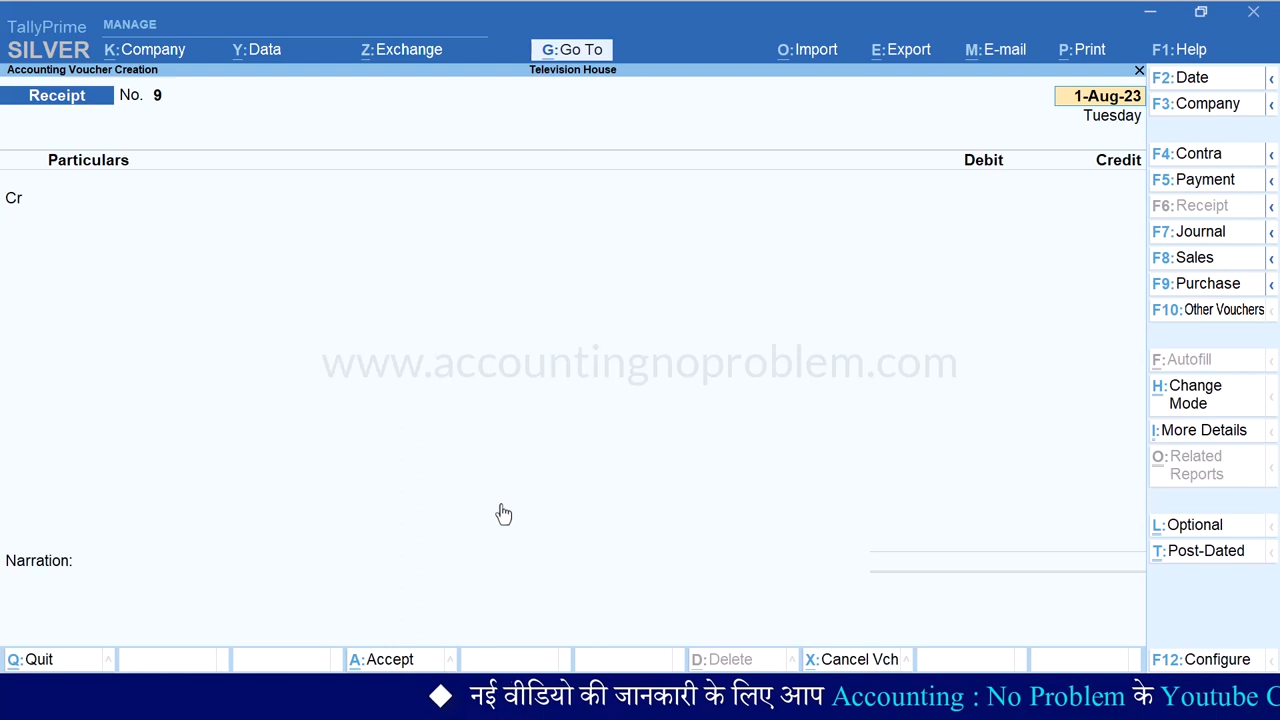 TallyPrime MANAGE
SILVER K:Company Y:Data Z:Exchange G:Go To O:Import E:Export M:E-mail P:Print F1:Help
Accounting Voucher Creation Television House
Receipt No. 9 1-Aug-23
Tuesday
Particulars Debit Credit
Cr
www.accountingnoproblem.com
Narration:
F2:Date
F3:Company
F4:Contra
F5:Payment
F6:Receipt
F7:Journal
F8:Sales
F9:Purchase
F10:Other Vouchers
F:Autofill
H:Change
Mode
I:More Details
O:Related
Reports
L:Optional
T:Post-Dated
Q:Quit A:Accept D:Delete X:Cancel Vch F12:Configure
◆ नई वीडियो की जानकारी के लिए आप Accounting : No Problem के Youtube C